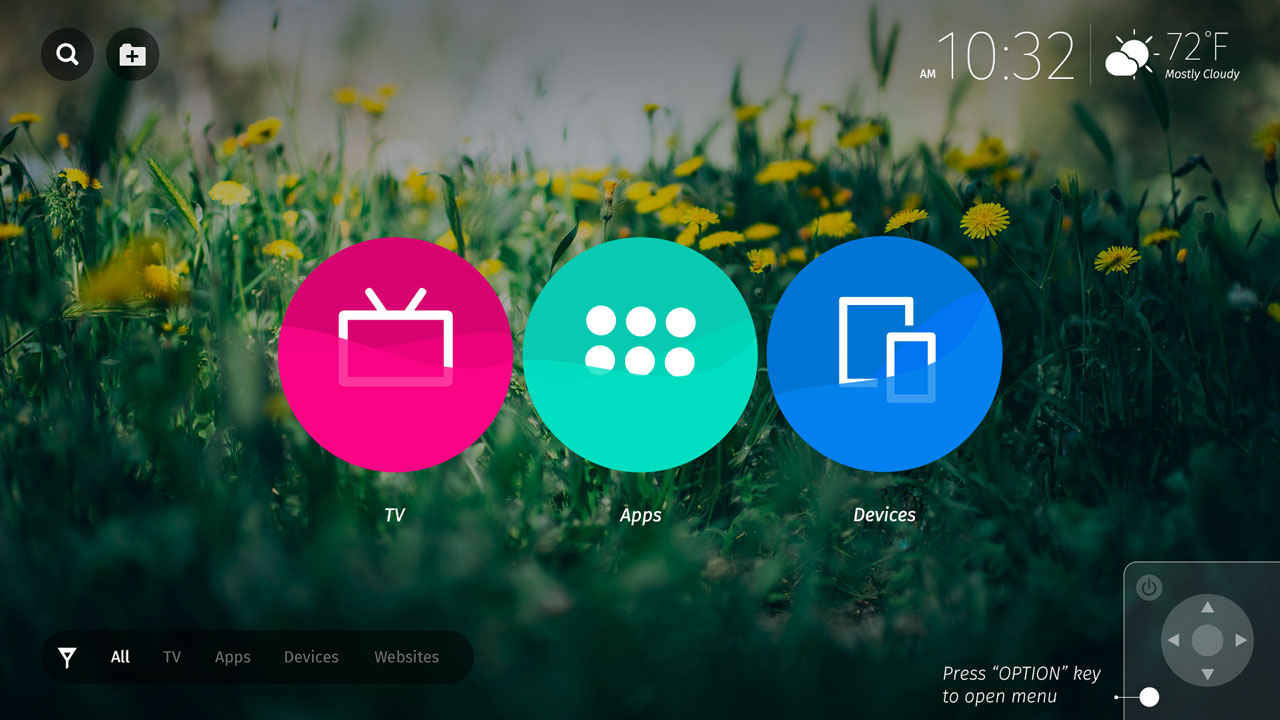 AM 10:32
72°F
Mostly Cloudy
TV
Apps
Devices
All TV Apps Devices Websites
Press “OPTION” key
to open menu